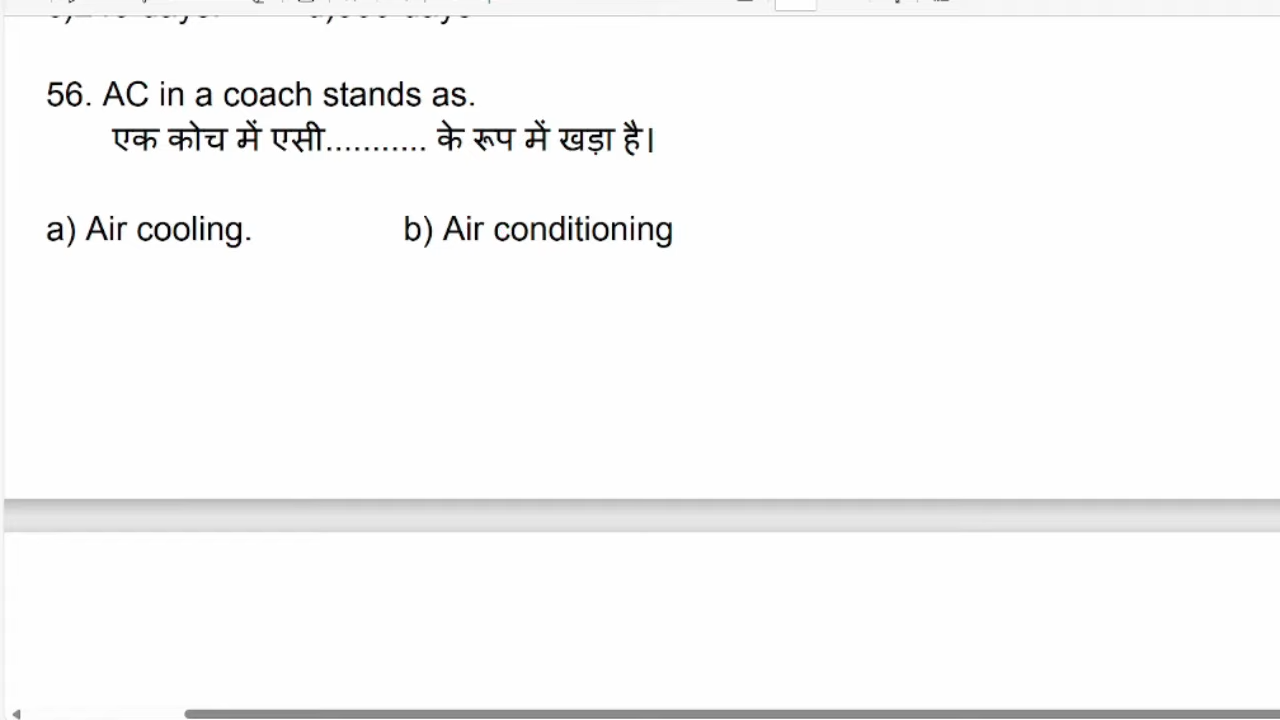 56. AC in a coach stands as.
एक कोच में एसी........... के रूप में खड़ा है।
a) Air cooling. b) Air conditioning